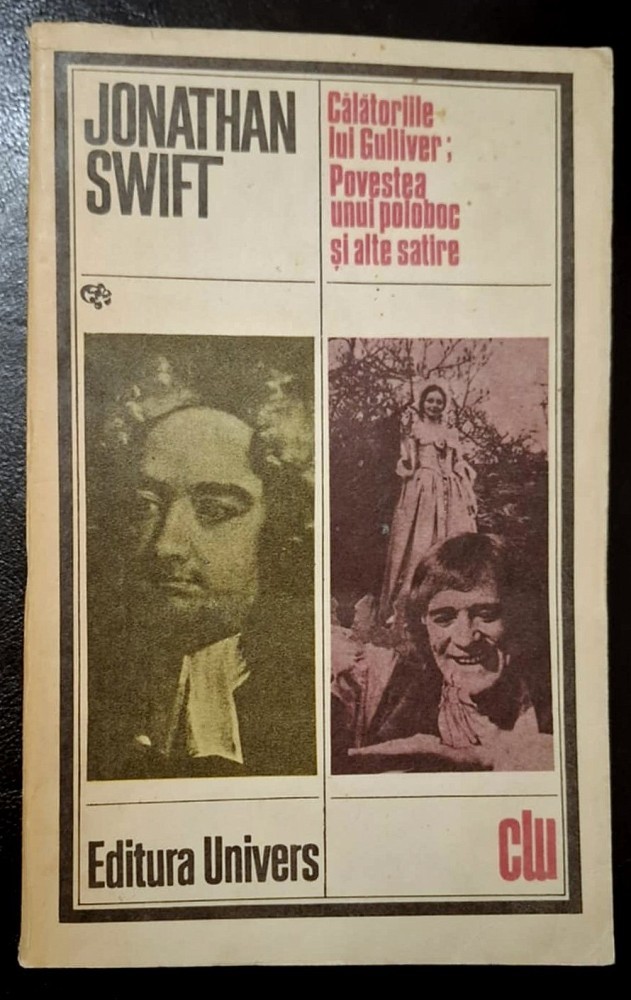 JONATHAN
SWIFT
Călătoriile
lui Gulliver;
Povestea
unui poloboc
și alte satire
Editura Univers
clu